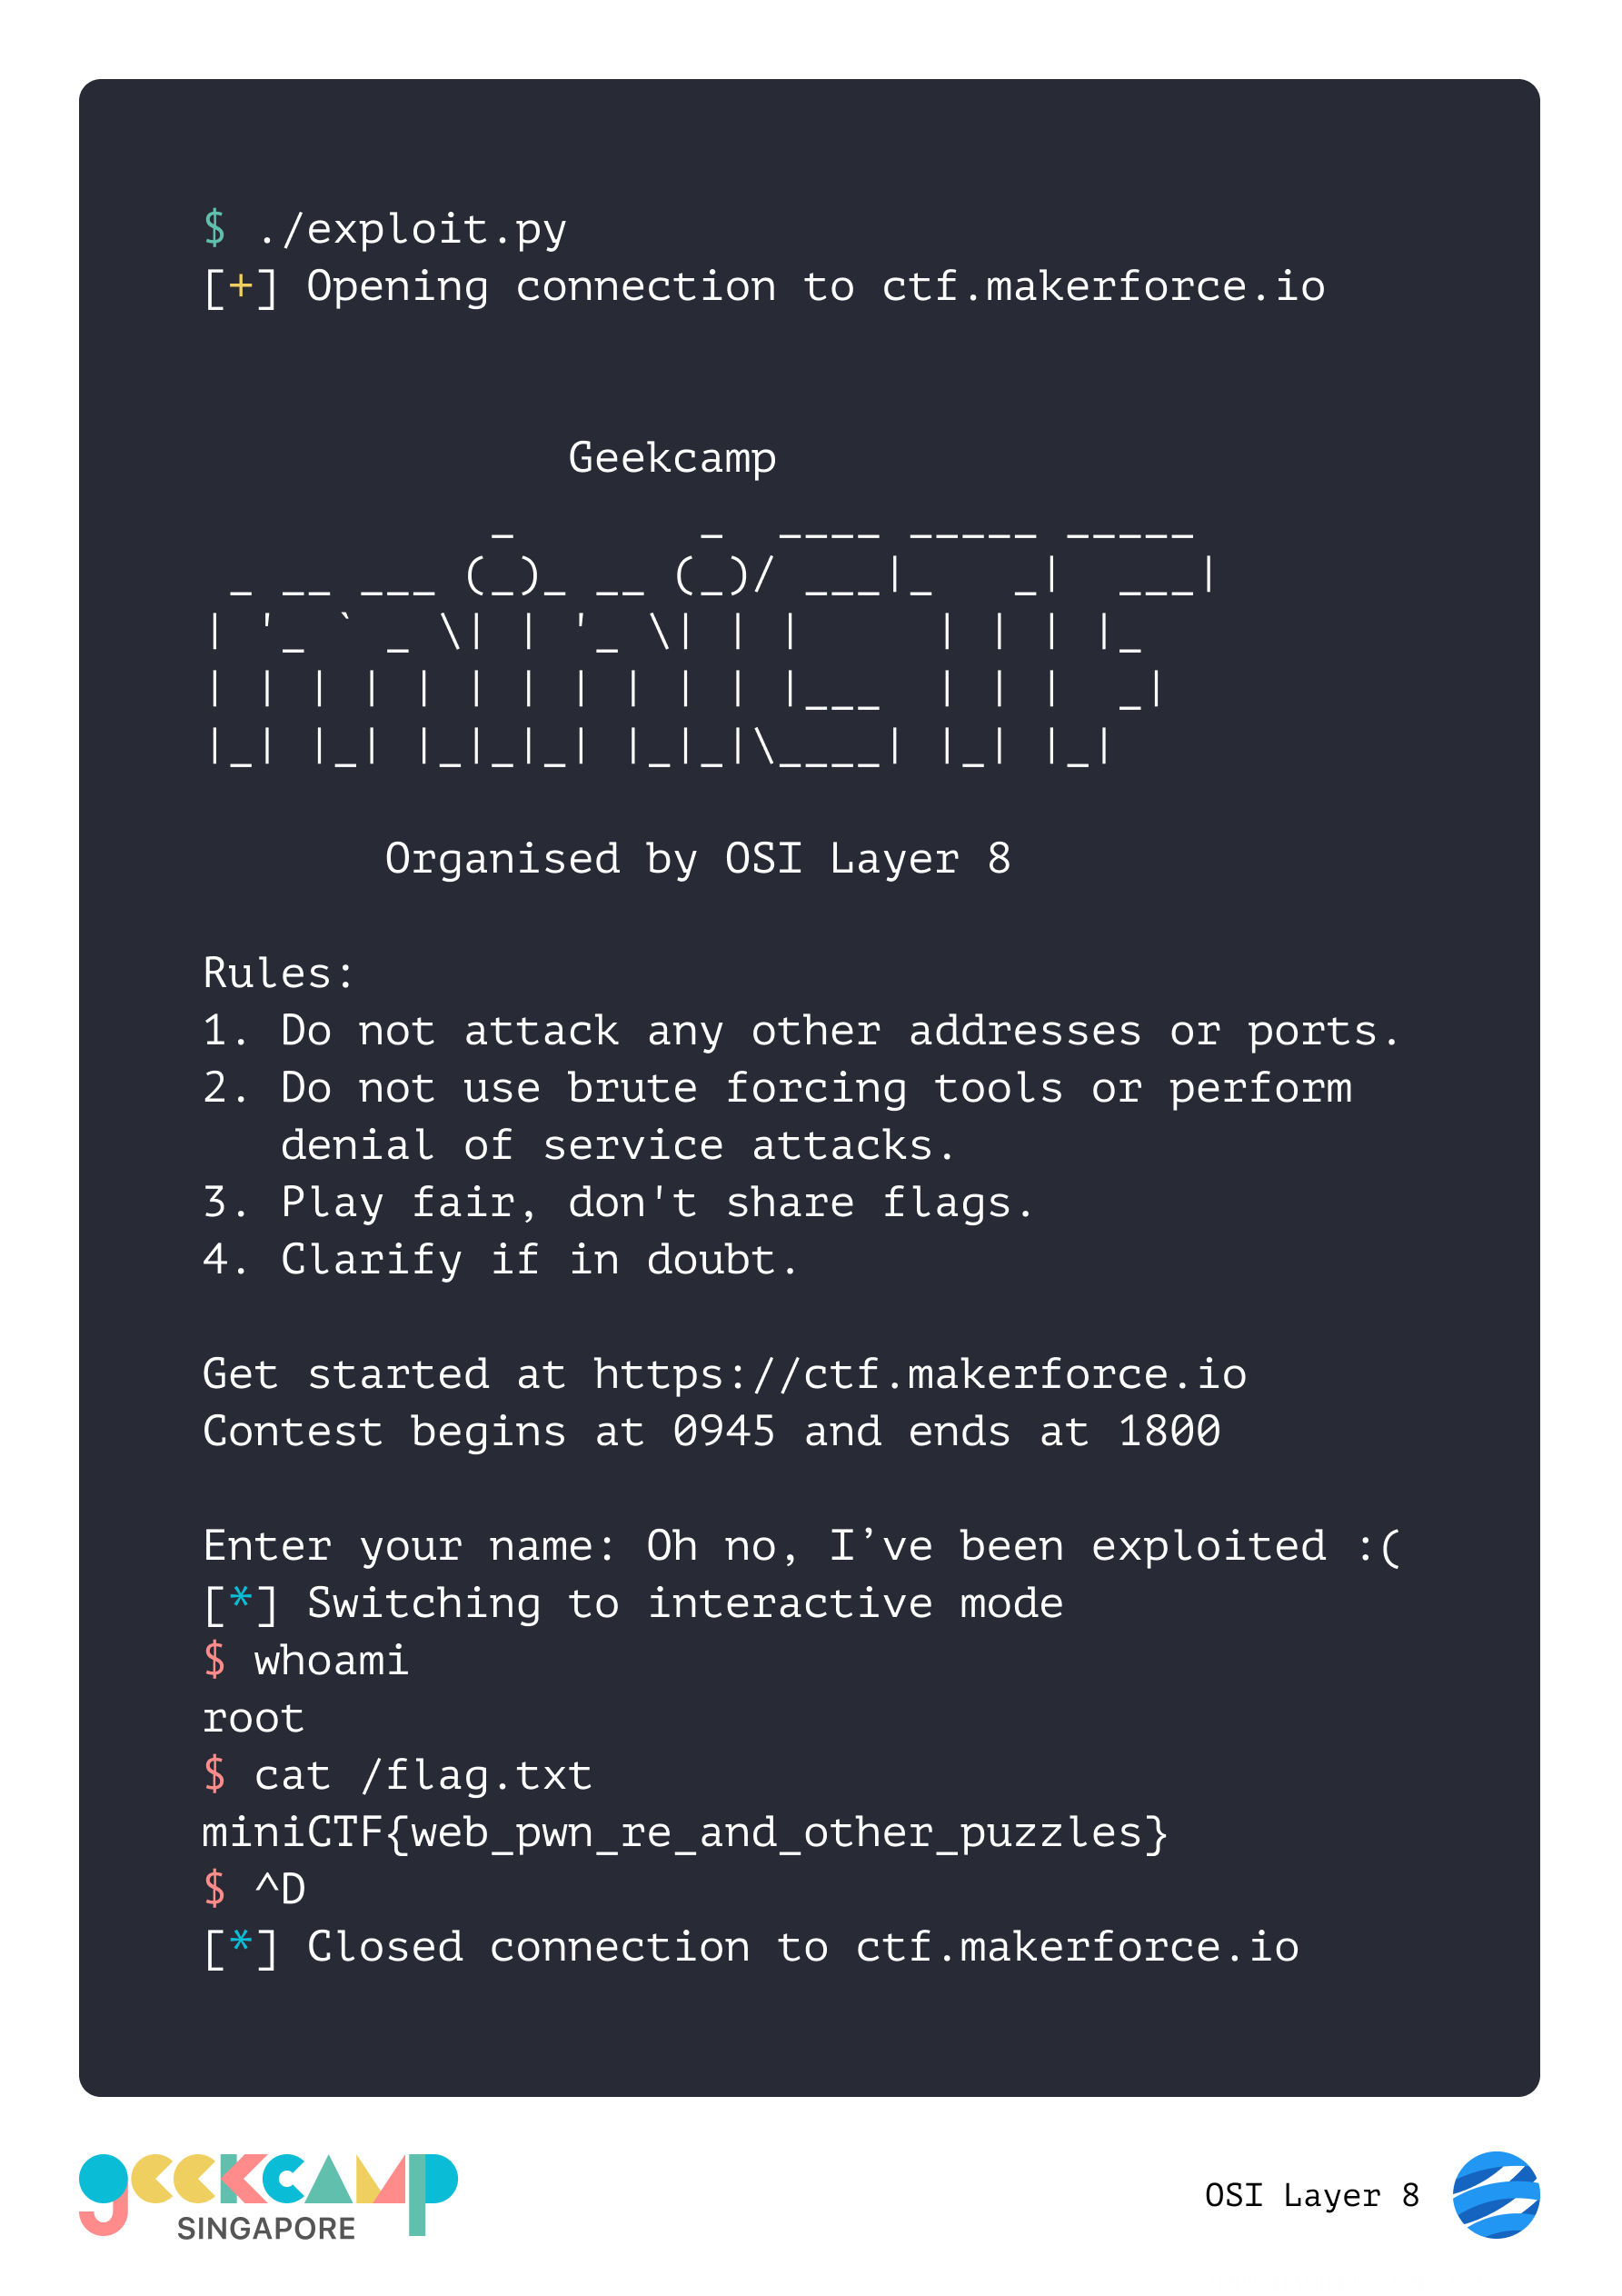 $ ./exploit.py
[+] Opening connection to ctf.makerforce.io
Geekcamp
           _       _  ____ _____ _____
 _ __ ___ (_)_ __ (_)/ ___|_   _|  ___|
| '_ ` _ \| | '_ \| | |     | | | |_
| | | | | | | | | | | |___  | | |  _|
|_| |_| |_|_|_| |_|_|\____| |_| |_|
Organised by OSI Layer 8
Rules:
1. Do not attack any other addresses or ports.
2. Do not use brute forcing tools or perform
denial of service attacks.
3. Play fair, don't share flags.
4. Clarify if in doubt.
Get started at https://ctf.makerforce.io
Contest begins at 0945 and ends at 1800
Enter your name: Oh no, I’ve been exploited :(
[*] Switching to interactive mode
$ whoami
root
$ cat /flag.txt
miniCTF{web_pwn_re_and_other_puzzles}
$ ^D
[*] Closed connection to ctf.makerforce.io
geekcamp
SINGAPORE
OSI Layer 8